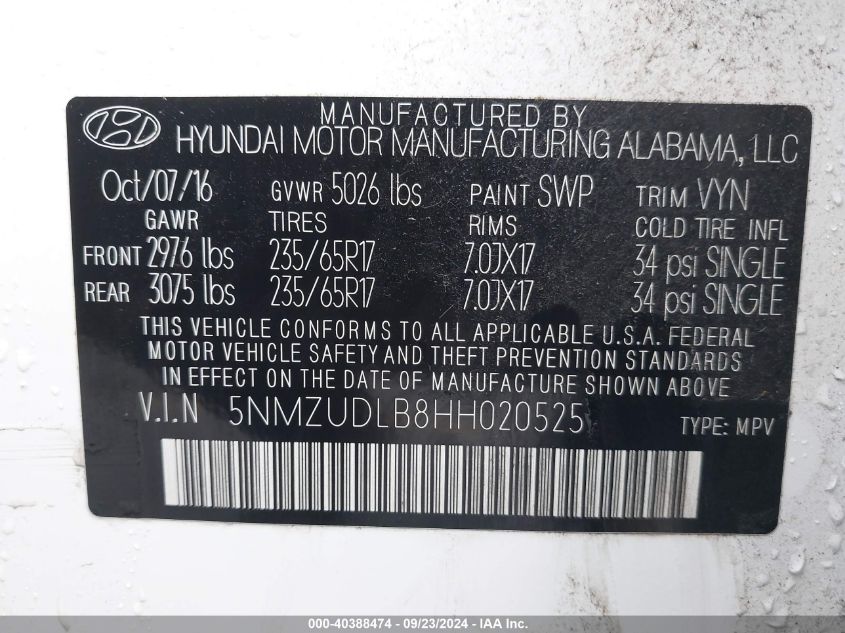 MANUFACTURED BY
HYUNDAI MOTOR MANUFACTURING ALABAMA, LLC
Oct/07/16 GVWR 5026 lbs PAINT SWP TRIM VYN
GAWR TIRES RIMS COLD TIRE INFL
FRONT 2976 lbs 235/65R17 7.0JX17 34 psi SINGLE
REAR 3075 lbs 235/65R17 7.0JX17 34 psi SINGLE
THIS VEHICLE CONFORMS TO ALL APPLICABLE U.S.A. FEDERAL
MOTOR VEHICLE SAFETY AND THEFT PREVENTION STANDARDS
IN EFFECT ON THE DATE OF MANUFACTURE SHOWN ABOVE.
V.I.N 5NMZUDLB8HH020525 TYPE: MPV
000-40388474 - 09/23/2024 - IAA Inc.